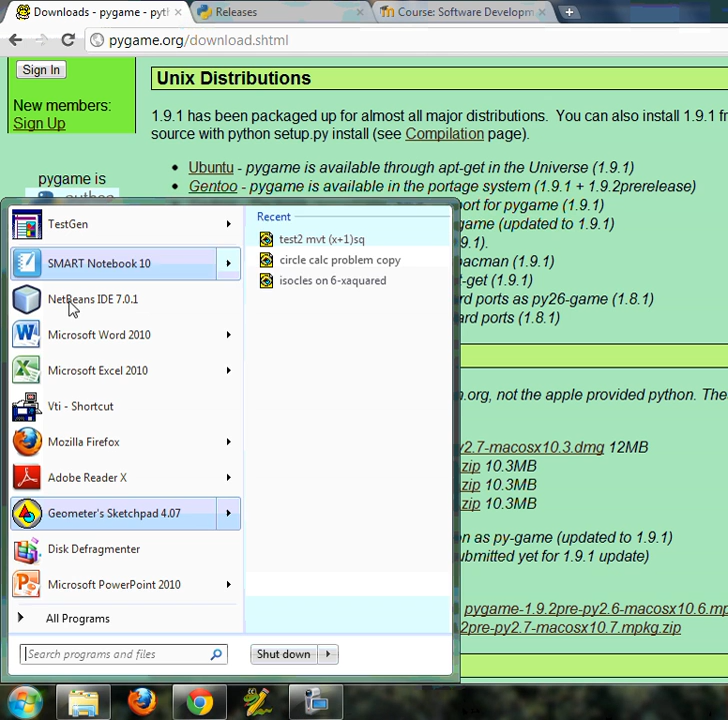 Downloads - pygame - pyth
Releases
Course: Software Developm
pygame.org/download.shtml
Sign In
New members:
Sign Up
pygame is
Unix Distributions
1.9.1 has been packaged up for almost all major distributions. You can also install 1.9.1 fr
source with python setup.py install (see Compilation page).
Ubuntu - pygame is available through apt-get in the Universe (1.9.1)
Gentoo - pygame is available in the portage system (1.9.1 + 1.9.2prerelease)
ort for pygame (1.9.1)
game (updated to 1.9.1)
9.1).
acman (1.9.1)
t-get (1.9.1)
rd ports as py26-game (1.8.1)
ard ports (1.8.1)
n.org, not the apple provided python. The
y2.7-macosx10.3.dmg 12MB
.zip 10.3MB
.zip 10.3MB
.zip 10.3MB
on as py-game (updated to 1.9.1)
ubmitted yet for 1.9.1 update)
pygame-1.9.2pre-py2.6-macosx10.6.mp
2pre-py2.7-macosx10.7.mpkg.zip
TestGen
SMART Notebook 10
NetBeans IDE 7.0.1
Microsoft Word 2010
Microsoft Excel 2010
Vti - Shortcut
Mozilla Firefox
Adobe Reader X
Geometer's Sketchpad 4.07
Disk Defragmenter
Microsoft PowerPoint 2010
All Programs
Search programs and files
Shut down
Recent
test2 mvt (x+1)sq
circle calc problem copy
isocles on 6-xaquared